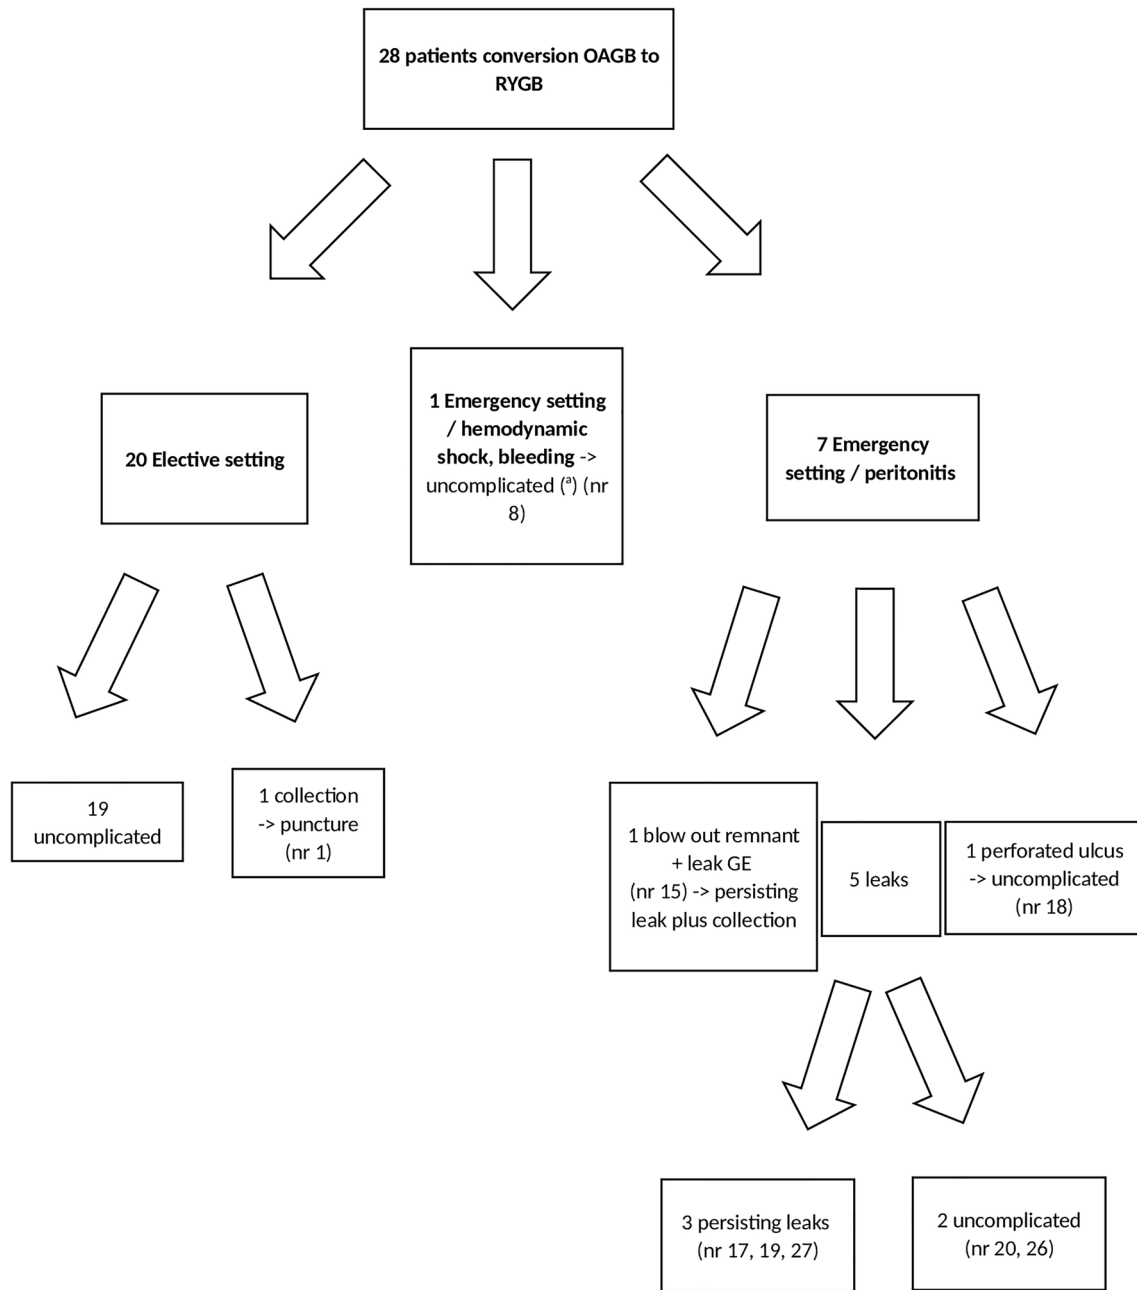 28 patients conversion OAGB to
RYGB
20 Elective setting
1 Emergency setting
/ hemodynamic
shock, bleeding ->
uncomplicated (ª) (nr
8)
7 Emergency
setting / peritonitis
19
uncomplicated
1 collection
-> puncture
(nr 1)
1 blow out remnant
+ leak GE
(nr 15) -> persisting
leak plus collection
5 leaks
1 perforated ulcus
-> uncomplicated
(nr 18)
3 persisting leaks
(nr 17, 19, 27)
2 uncomplicated
(nr 20, 26)